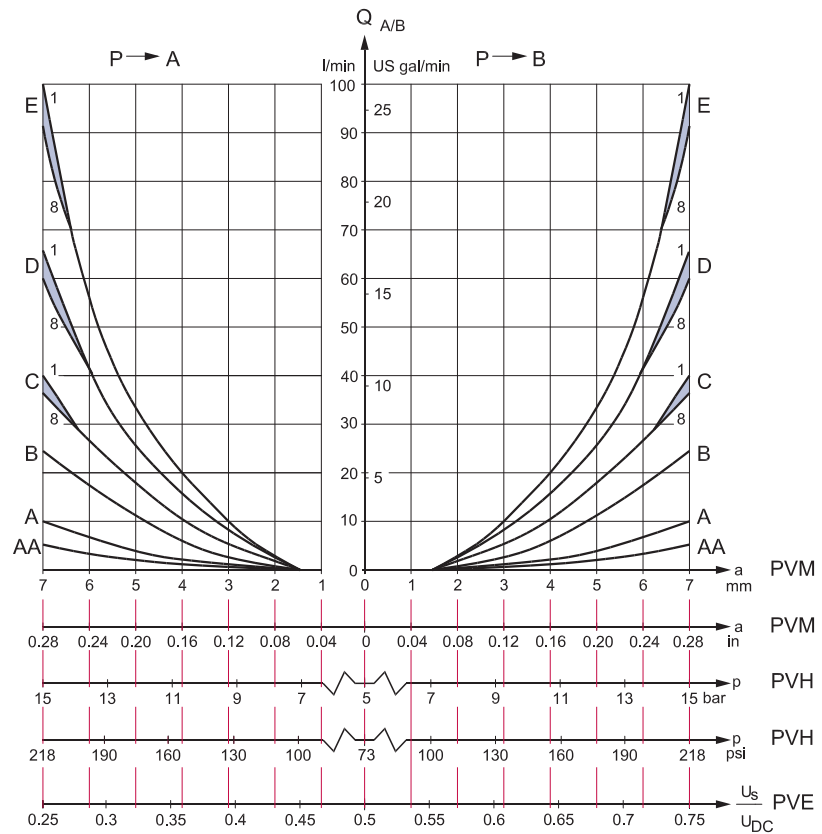 Q A/B
P → A
l/min
US gal/min
P → B
E 1 100 1 E
25
90
8 80 20 8
70
D 1 1 D
60 15
8 50 8
C 1 40 10 1 C
8 30 8
B B
20 5
A 10 A
AA AA
0 a
7 6 5 4 3 2 1 0 1 2 3 4 5 6 7 mm PVM
a
0.28 0.24 0.20 0.16 0.12 0.08 0.04 0 0.04 0.08 0.12 0.16 0.20 0.24 0.28 in PVM
p
15 13 11 9 7 5 7 9 11 13 15 bar PVH
p
218 190 160 130 100 73 100 130 160 190 218 psi PVH
Us
0.25 0.3 0.35 0.4 0.45 0.5 0.55 0.6 0.65 0.7 0.75 UDC PVE